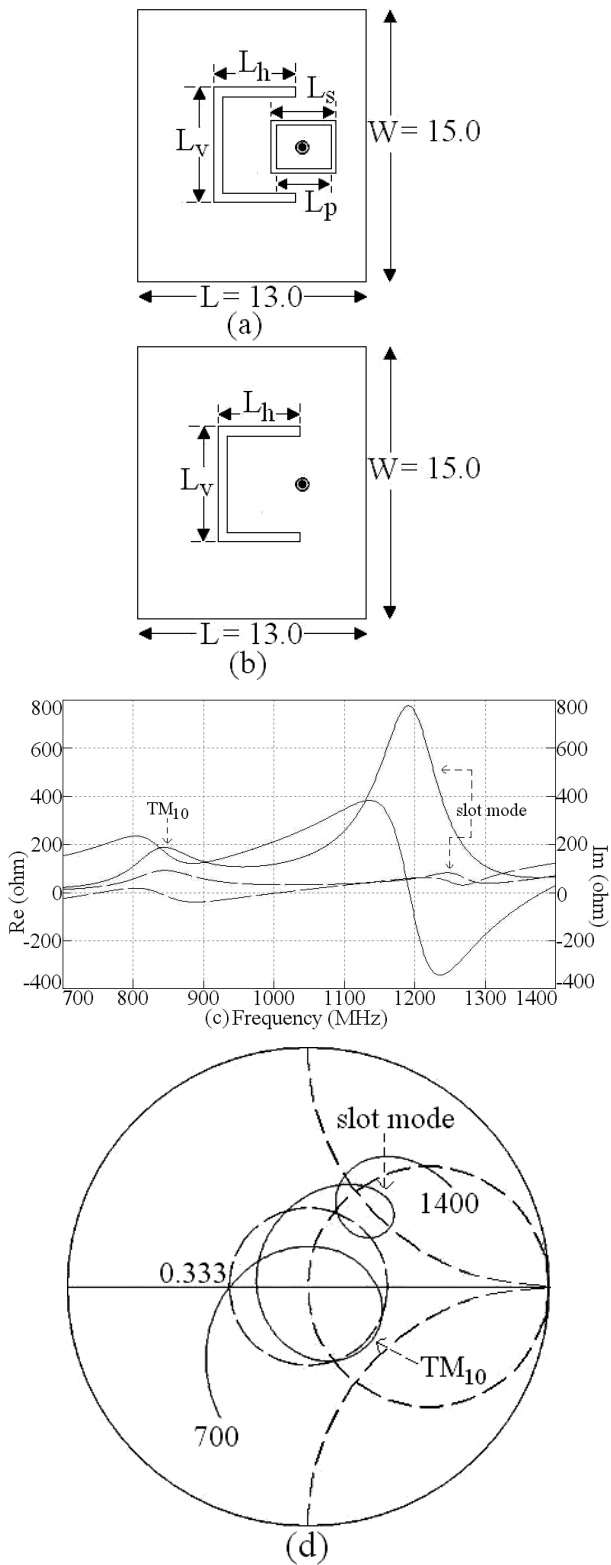 L_h
L_s
W = 15.0
L_v
L_p
L = 13.0
(a)
L_h
W = 15.0
L_v
L = 13.0
(b)
800 800
600 600
TM_10
400 400
slot mode
200 200
0 0
-200 -200
-400 -400
Re (ohm)
Im (ohm)
700 800 900 1000 1100 1200 1300 1400
(c) Frequency (MHz)
slot mode
1400
0.333
TM_10
700
(d)